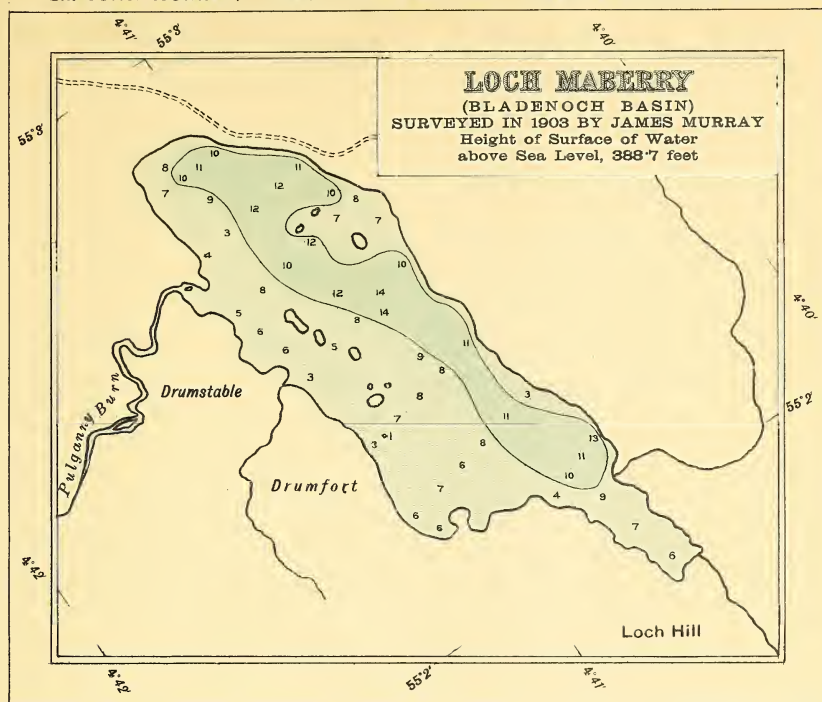 4°41'
55°3'
4°40'
LOCH MABERRY
(BLADENOCH BASIN)
SURVEYED IN 1903 BY JAMES MURRAY
Height of Surface of Water
above Sea Level, 388·7 feet
55°3'
10
8 11 11
10 12 10
7 9 8
12 7 7
3 12
4 10 10
4°40'
8 12 14
5 8 14
6 11
6 5 9
8
Pulganny Burn
Drumstable
3 3
8
55°2'
7 11
1 13
3 8
11
6
Drumfort
10
7 4 9
6
6 7
6
4°42'
Loch Hill
4°42'
55°2'
4°41'